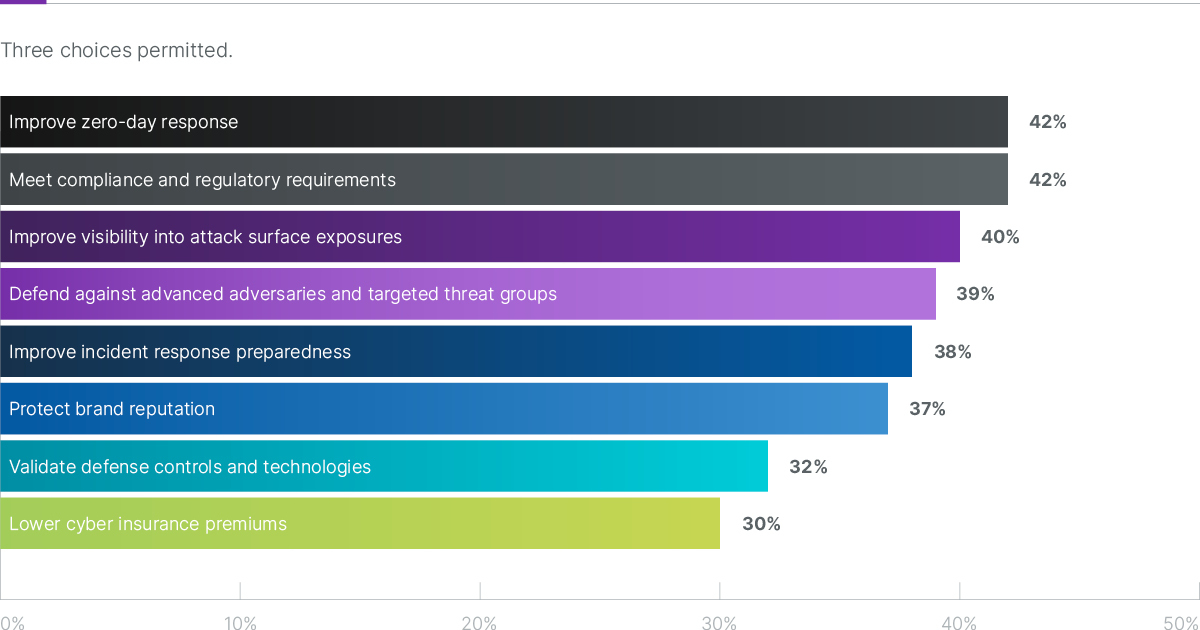 Three choices permitted.
Improve zero-day response 42%
Meet compliance and regulatory requirements 42%
Improve visibility into attack surface exposures 40%
Defend against advanced adversaries and targeted threat groups 39%
Improve incident response preparedness 38%
Protect brand reputation 37%
Validate defense controls and technologies 32%
Lower cyber insurance premiums 30%
0% 10% 20% 30% 40% 50%